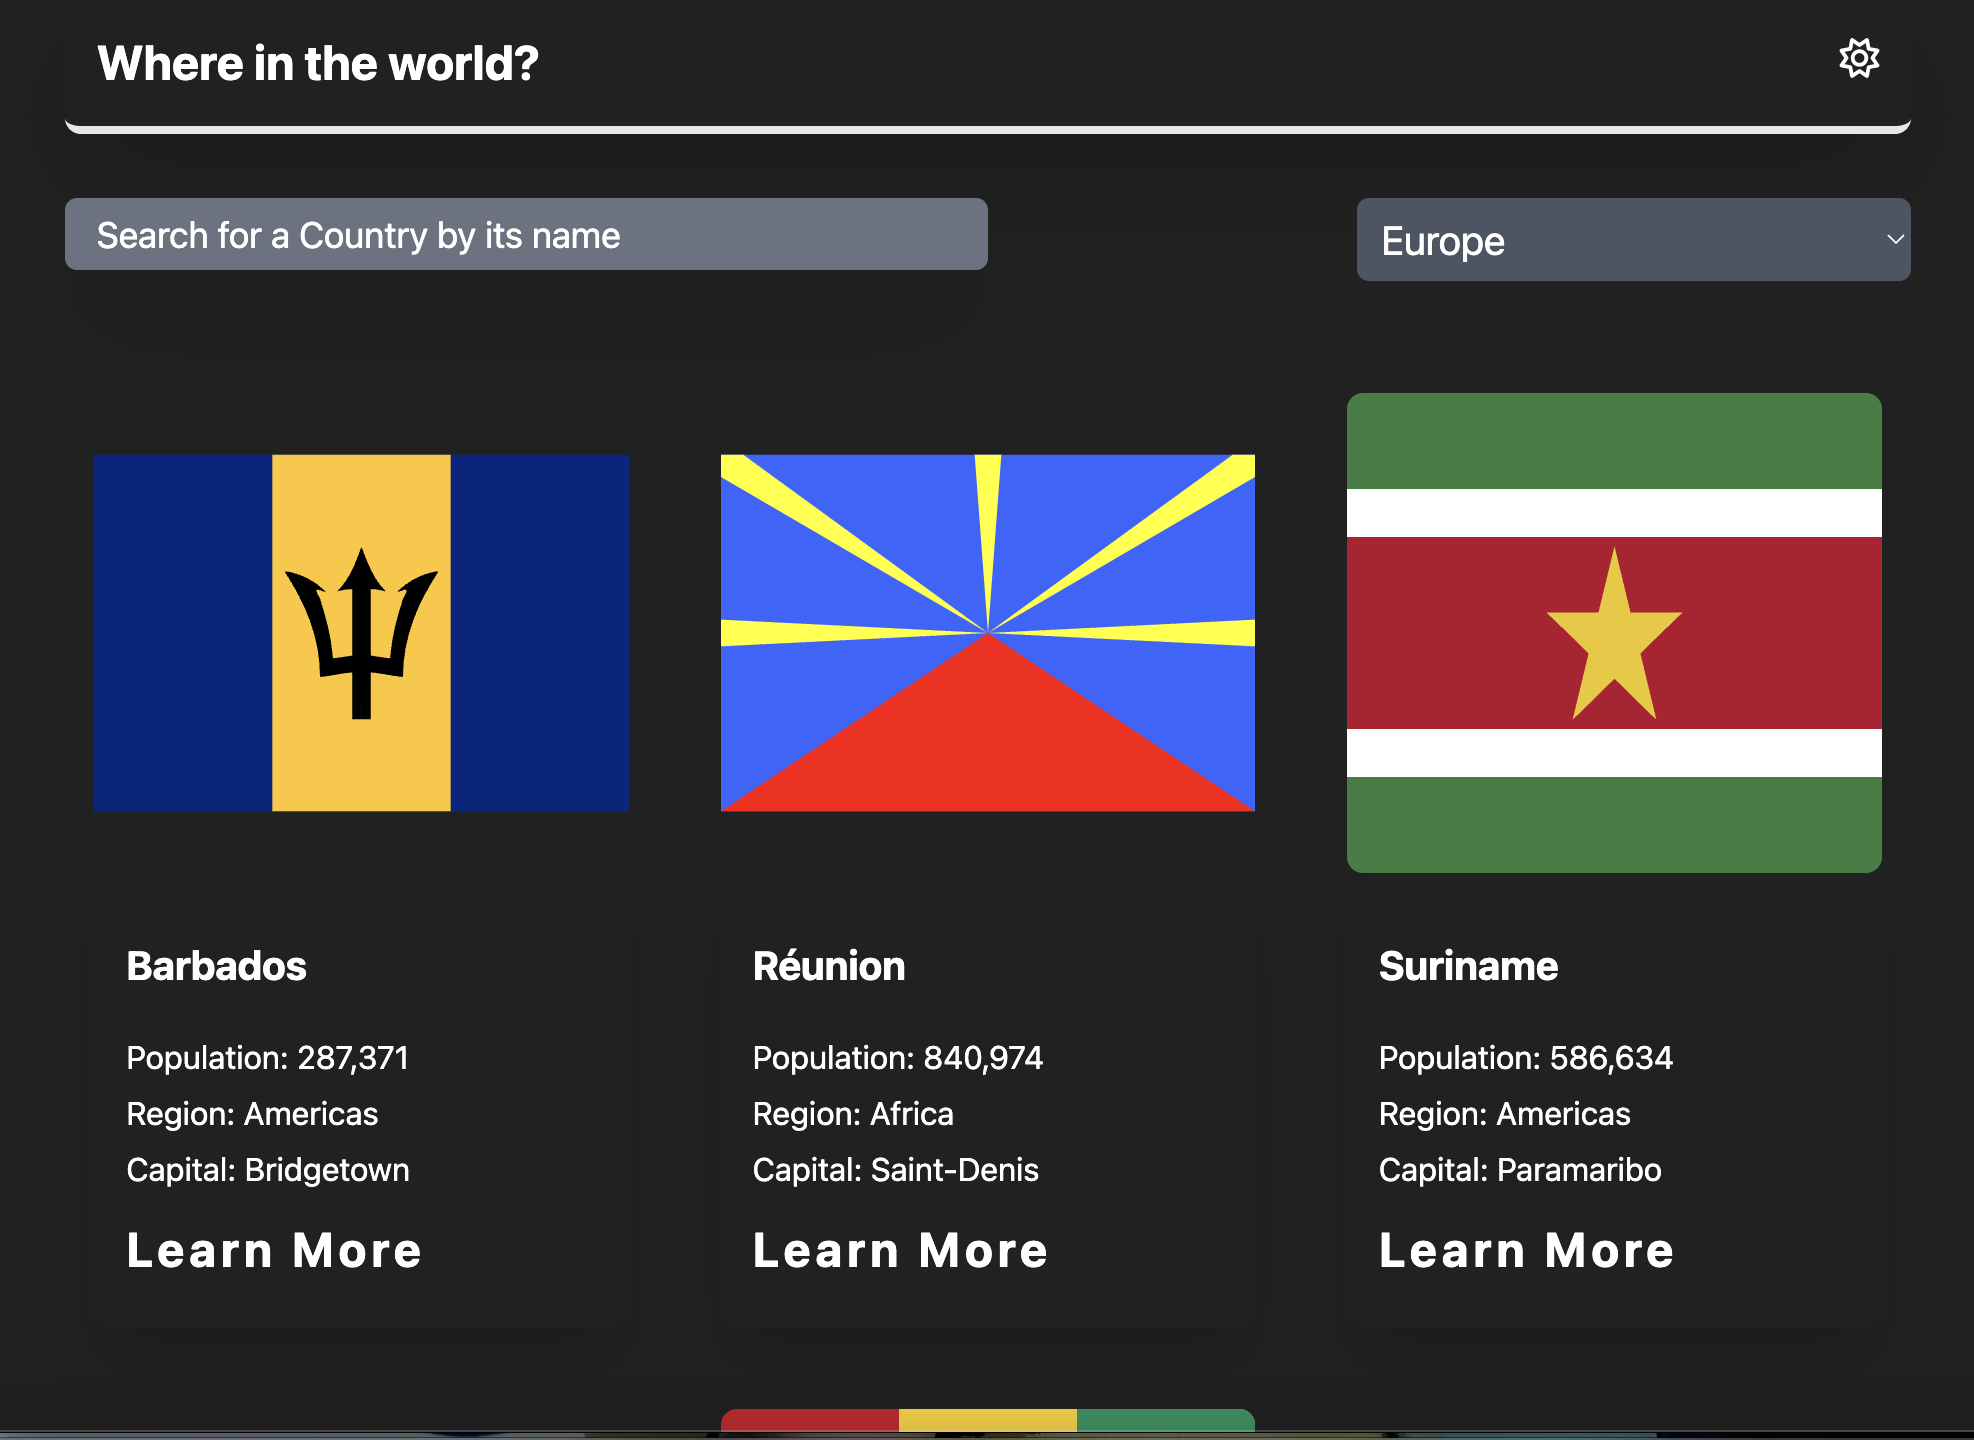 Where in the world?
Search for a Country by its name
Europe
Barbados
Population: 287,371
Region: Americas
Capital: Bridgetown
Learn More
Réunion
Population: 840,974
Region: Africa
Capital: Saint-Denis
Learn More
Suriname
Population: 586,634
Region: Americas
Capital: Paramaribo
Learn More